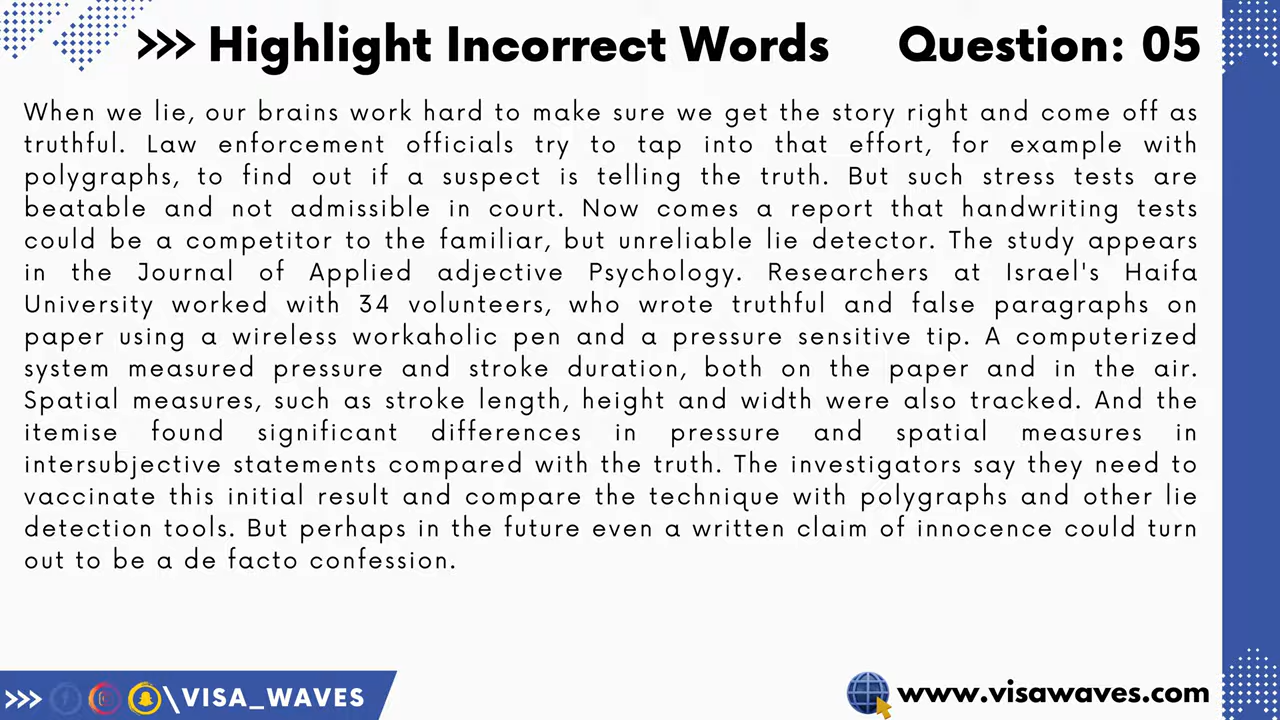 >>> Highlight Incorrect Words Question: 05
When we lie, our brains work hard to make sure we get the story right and come off as
truthful. Law enforcement officials try to tap into that effort, for example with
polygraphs, to find out if a suspect is telling the truth. But such stress tests are
beatable and not admissible in court. Now comes a report that handwriting tests
could be a competitor to the familiar, but unreliable lie detector. The study appears
in the Journal of Applied adjective Psychology. Researchers at Israel's Haifa
University worked with 34 volunteers, who wrote truthful and false paragraphs on
paper using a wireless workaholic pen and a pressure sensitive tip. A computerized
system measured pressure and stroke duration, both on the paper and in the air.
Spatial measures, such as stroke length, height and width were also tracked. And the
itemise found significant differences in pressure and spatial measures in
intersubjective statements compared with the truth. The investigators say they need to
vaccinate this initial result and compare the technique with polygraphs and other lie
detection tools. But perhaps in the future even a written claim of innocence could turn
out to be a de facto confession.
>>> \VISA_WAVES www.visawaves.com